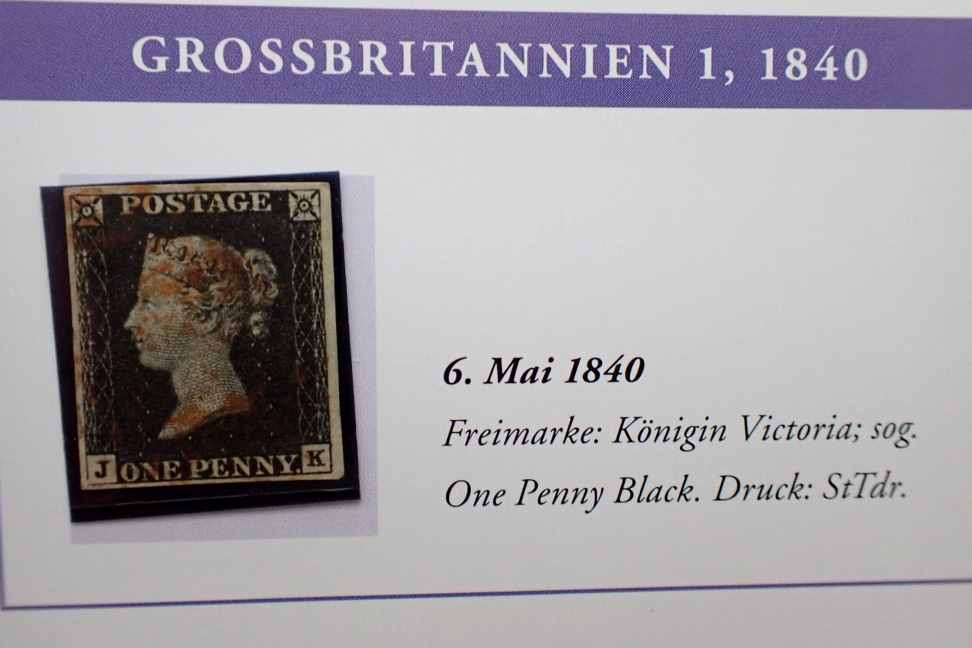 GROSSBRITANNIEN 1, 1840
POSTAGE
J ONE PENNY. K
6. Mai 1840
Freimarke: Königin Victoria; sog.
One Penny Black. Druck: StTdr.